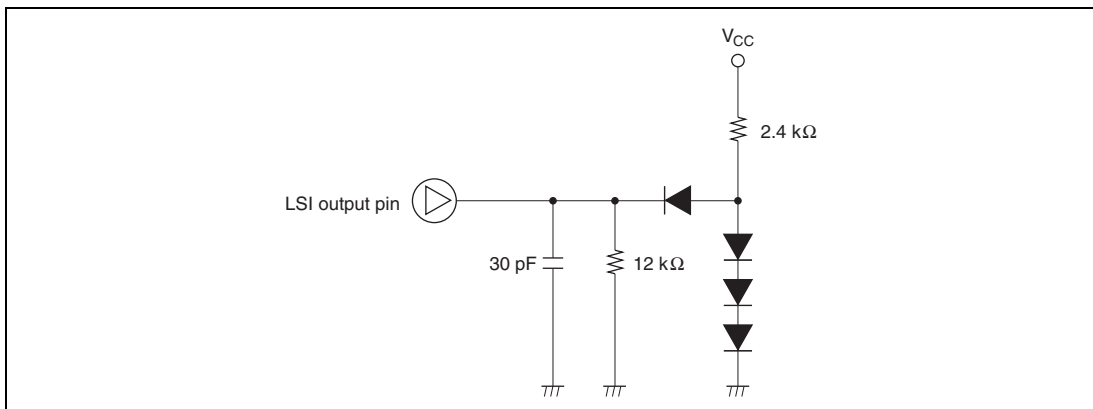 V_CC
2.4 kΩ
LSI output pin
30 pF
12 kΩ